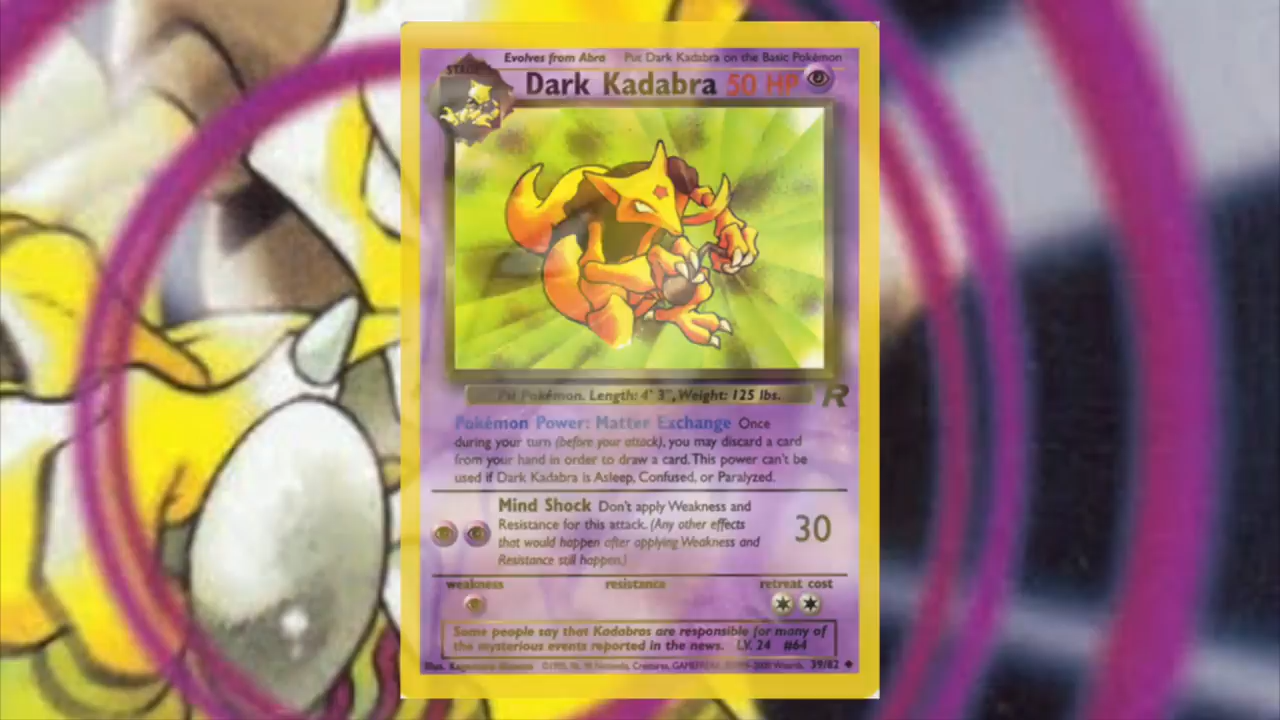 Evolves from Abra Put Dark Kadabra on the Basic Pokémon
STAGE
Dark Kadabra 50 HP
Psi Pokémon. Length: 4' 3", Weight: 125 lbs.
R
Pokémon Power: Matter Exchange Once
during your turn (before your attack), you may discard a card
from your hand in order to draw a card. This power can't be
used if Dark Kadabra is Asleep, Confused, or Paralyzed.
Mind Shock Don't apply Weakness and
Resistance for this attack. (Any other effects
that would happen after applying Weakness and
Resistance still happen.)
30
weakness resistance retreat cost
Some people say that Kadabras are responsible for many of
the mysterious events reported in the news. LV. 24 #64
Illus. Nintendo, Creatures, GAMEFREAK. Wizards. 39/82